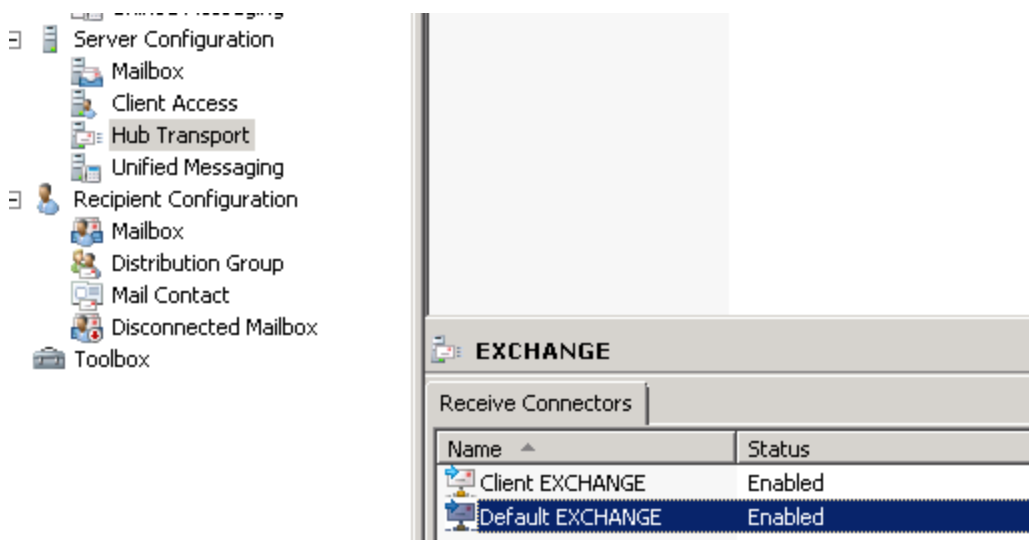 Server Configuration
Mailbox
Client Access
Hub Transport
Unified Messaging
Recipient Configuration
Mailbox
Distribution Group
Mail Contact
Disconnected Mailbox
Toolbox
EXCHANGE
Receive Connectors
Name Status
Client EXCHANGE Enabled
Default EXCHANGE Enabled